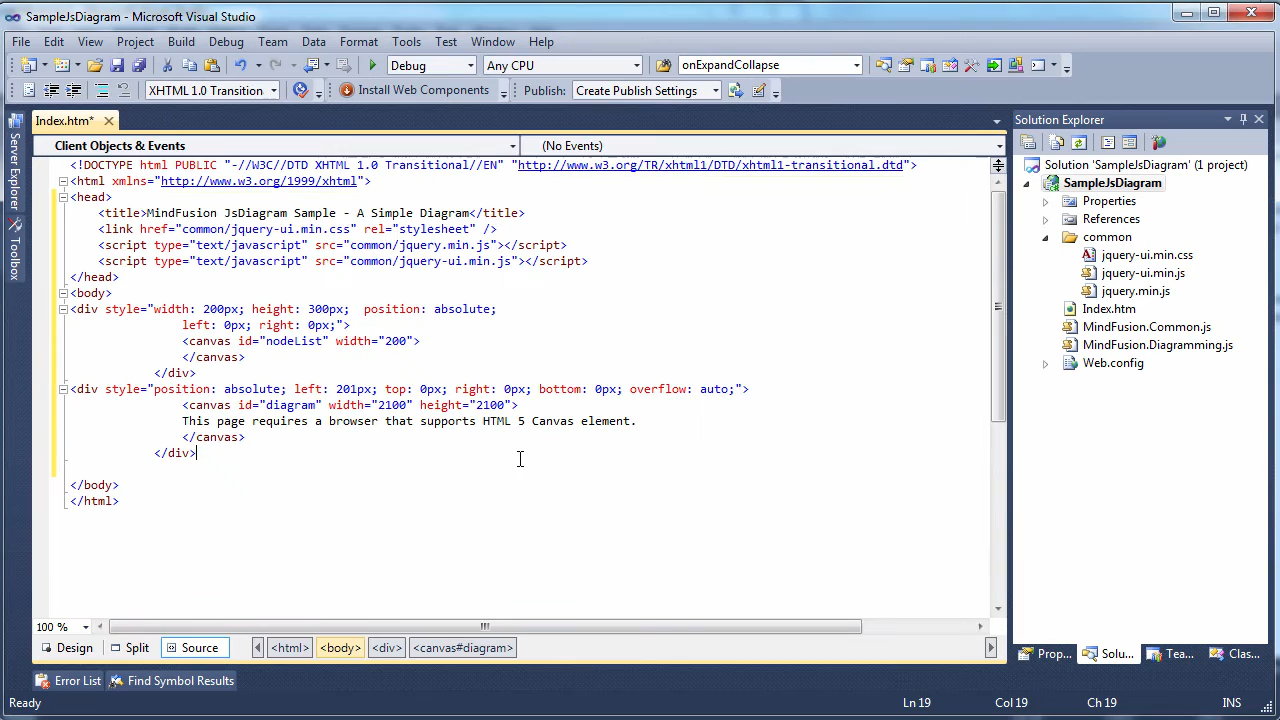 SampleJsDiagram - Microsoft Visual Studio
File Edit View Project Build Debug Team Data Format Tools Test Window Help
Debug Any CPU onExpandCollapse
XHTML 1.0 Transition Install Web Components Publish: Create Publish Settings
Server Explorer
Toolbox
Index.htm*
Client Objects & Events (No Events)
<!DOCTYPE html PUBLIC "-//W3C//DTD XHTML 1.0 Transitional//EN" "http://www.w3.org/TR/xhtml1/DTD/xhtml1-transitional.dtd">
<html xmlns="http://www.w3.org/1999/xhtml">
<head>
<title>MindFusion JsDiagram Sample - A Simple Diagram</title>
<link href="common/jquery-ui.min.css" rel="stylesheet" />
<script type="text/javascript" src="common/jquery.min.js"></script>
<script type="text/javascript" src="common/jquery-ui.min.js"></script>
</head>
<body>
<div style="width: 200px; height: 300px;  position: absolute;
left: 0px; right: 0px;">
<canvas id="nodeList" width="200">
</canvas>
</div>
<div style="position: absolute; left: 201px; top: 0px; right: 0px; bottom: 0px; overflow: auto;">
<canvas id="diagram" width="2100" height="2100">
This page requires a browser that supports HTML 5 Canvas element.
</canvas>
</div>
</body>
</html>
100 %
Design Split Source <html> <body> <div> <canvas#diagram>
Solution Explorer
Solution 'SampleJsDiagram' (1 project)
SampleJsDiagram
Properties
References
common
jquery-ui.min.css
jquery-ui.min.js
jquery.min.js
Index.htm
MindFusion.Common.js
MindFusion.Diagramming.js
Web.config
Prop... Solu... Tea... Clas...
Error List Find Symbol Results
Ready Ln 19 Col 19 Ch 19 INS